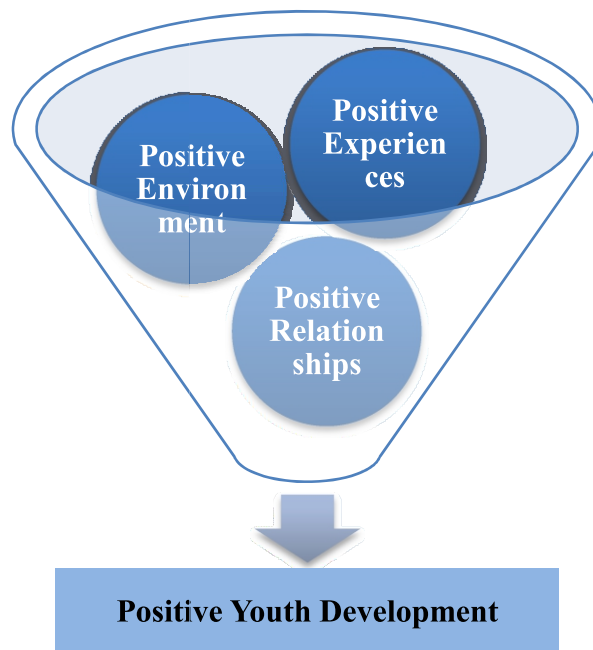 Positive
Experien
ces
Positive
Environ
ment
Positive
Relation
ships
Positive Youth Development